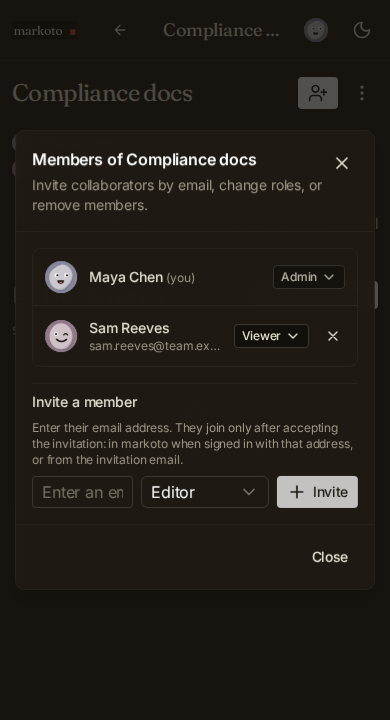 markoto
Compliance ...
Compliance docs
Members of Compliance docs
Invite collaborators by email, change roles, or
remove members.
Maya Chen (you)
Admin
Sam Reeves
sam.reeves@team.ex...
Viewer
Invite a member
Enter their email address. They join only after accepting
the invitation: in markoto when signed in with that address,
or from the invitation email.
Enter an en
Editor
Invite
Close